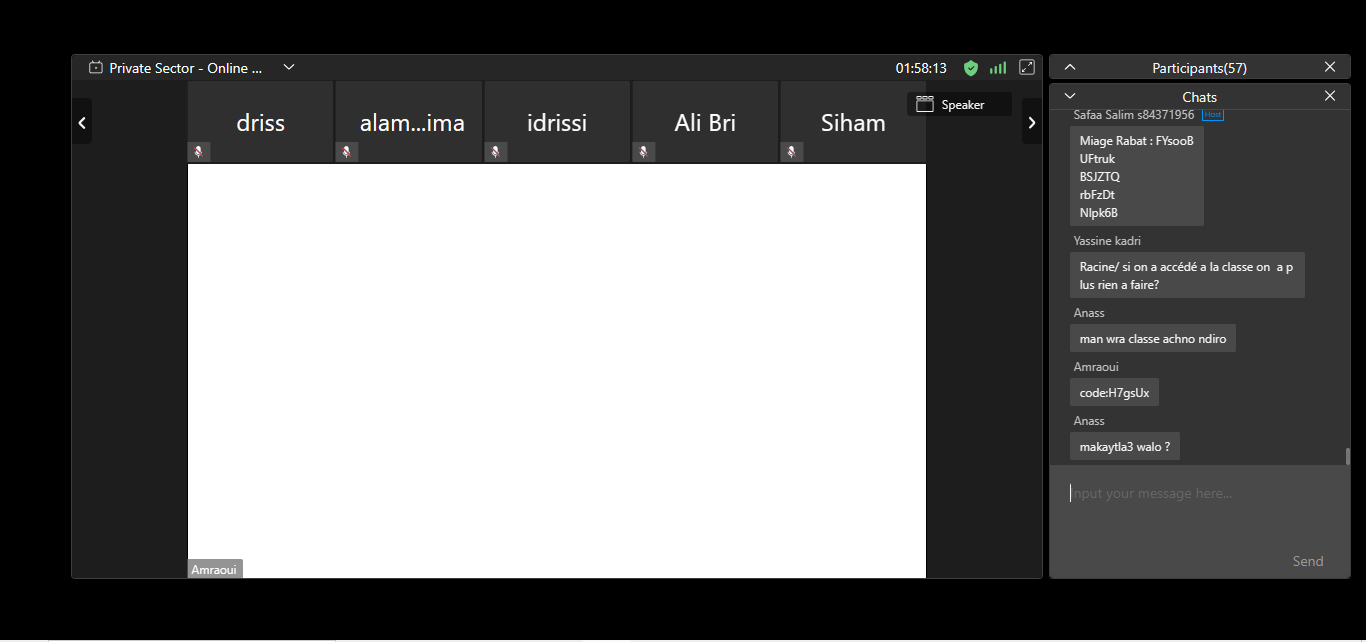 Private Sector - Online ...
01:58:13
Speaker
driss
alam...ima
idrissi
Ali Bri
Siham
Amraoui
Participants(57)
Chats
Safaa Salim s84371956 Host
Miage Rabat : FYsooB
UFtruk
BSJZTQ
rbFzDt
Yassine kadri
Racine/ si on a accédé a la classe on a p
lus rien a faire?
Anass
man wra classe achno ndiro
Amraoui
code:H7gsUx
Anass
makaytla3 walo ?
Input your message here...
Send